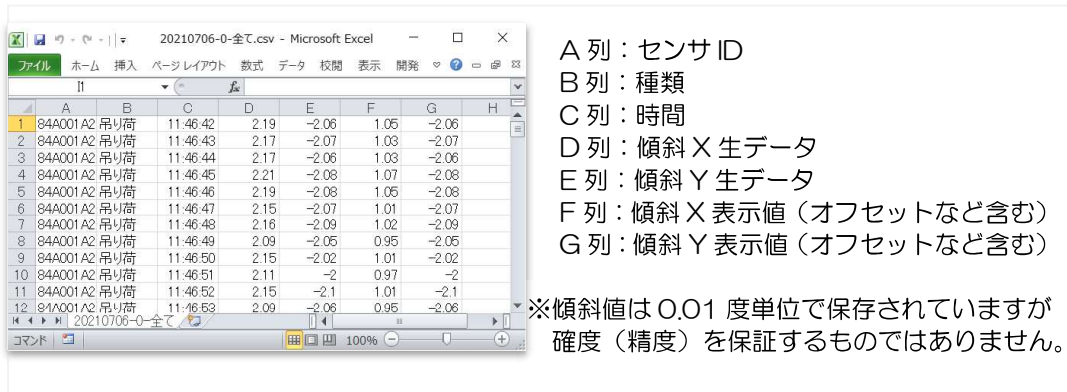 20210706-0-全て.csv - Microsoft Excel
ファイル ホーム 挿入 ページ レイアウト 数式 データ 校閲 表示 開発
I1 fx
A B C D E F G H
1 84A001A2 吊り荷 11:46:42 2.19 -2.06 1.05 -2.06
2 84A001A2 吊り荷 11:46:43 2.17 -2.07 1.03 -2.07
3 84A001A2 吊り荷 11:46:44 2.17 -2.06 1.03 -2.06
4 84A001A2 吊り荷 11:46:45 2.21 -2.08 1.07 -2.08
5 84A001A2 吊り荷 11:46:46 2.19 -2.08 1.05 -2.08
6 84A001A2 吊り荷 11:46:47 2.15 -2.07 1.01 -2.07
7 84A001A2 吊り荷 11:46:48 2.16 -2.09 1.02 -2.09
8 84A001A2 吊り荷 11:46:49 2.09 -2.05 0.95 -2.05
9 84A001A2 吊り荷 11:46:50 2.15 -2.02 1.01 -2.02
10 84A001A2 吊り荷 11:46:51 2.11 -2 0.97 -2
11 84A001A2 吊り荷 11:46:52 2.15 -2.1 1.01 -2.1
12 84A001A2 吊り荷 11:46:53 2.09 -2.06 0.95 -2.06
20210706-0-全て
コマンド 100%
A列：センサID
B列：種類
C列：時間
D列：傾斜X生データ
E列：傾斜Y生データ
F列：傾斜X表示値（オフセットなど含む）
G列：傾斜Y表示値（オフセットなど含む）
※傾斜値は0.01度単位で保存されていますが
確度（精度）を保証するものではありません。